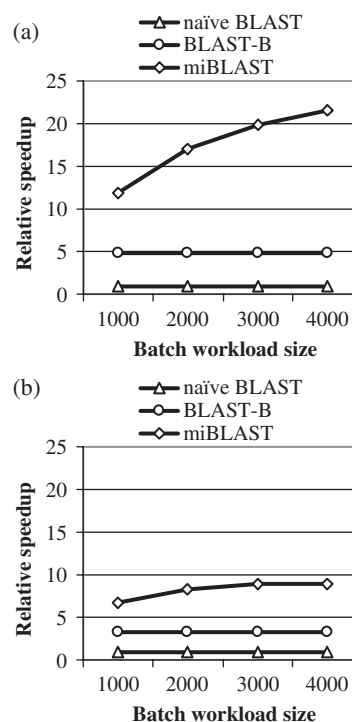 (a)
naïve BLAST
BLAST-B
miBLAST
25
20
15
10
5
0
Relative speedup
1000 2000 3000 4000
Batch workload size
(b)
naïve BLAST
BLAST-B
miBLAST
25
20
15
10
5
0
Relative speedup
1000 2000 3000 4000
Batch workload size